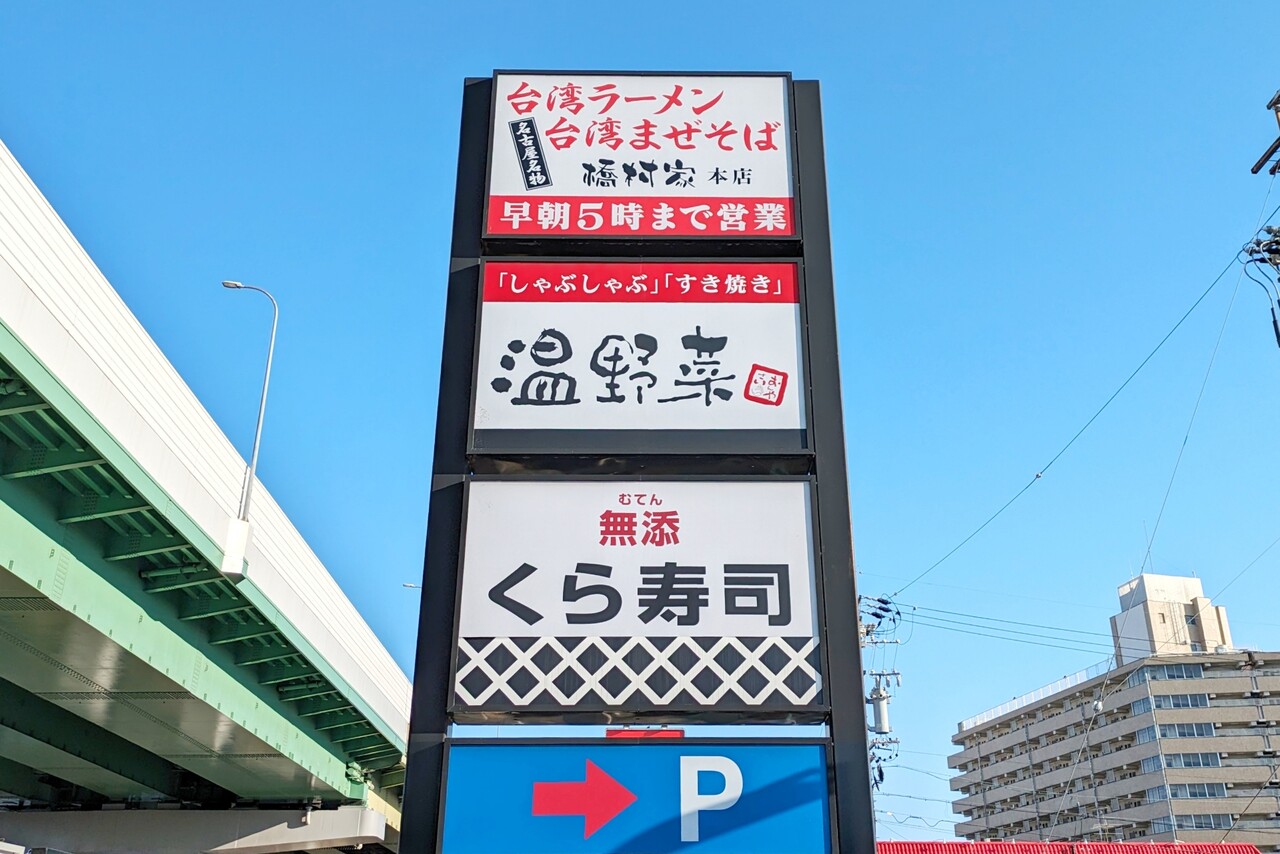 台湾ラーメン
名古屋名物
台湾まぜそば
橋村家 本店
早朝5時まで営業
「しゃぶしゃぶ」「すき焼き」
温野菜
むてん
無添
くら寿司
P